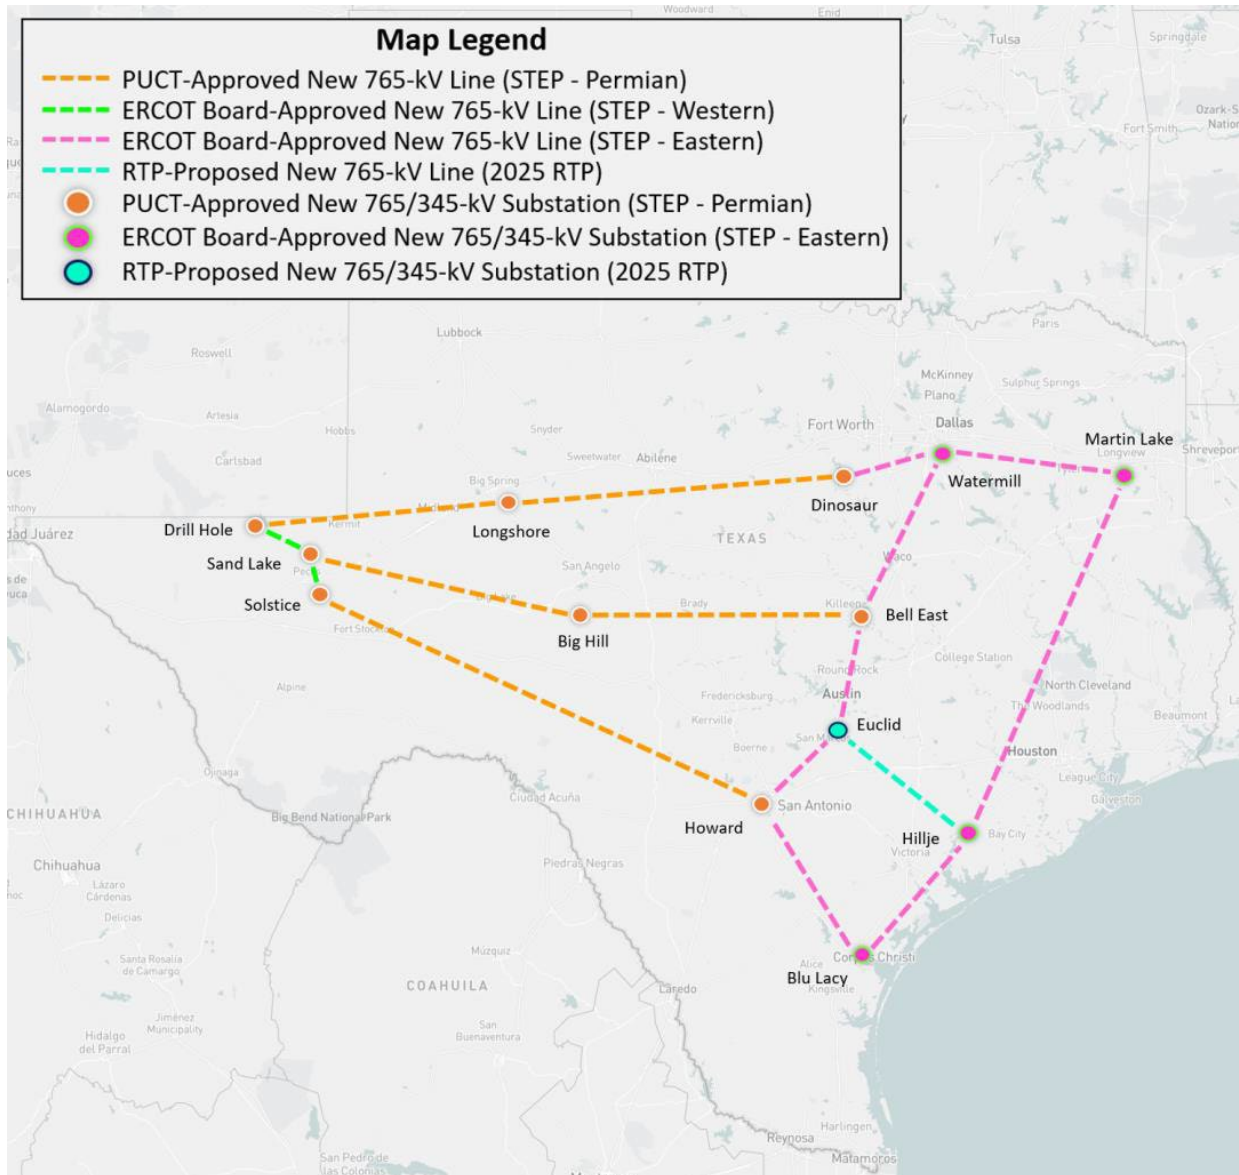 Woodward
Enid
Map Legend
PUCT-Approved New 765-kV Line (STEP - Permian)
ERCOT Board-Approved New 765-kV Line (STEP - Western)
ERCOT Board-Approved New 765-kV Line (STEP - Eastern)
RTP-Proposed New 765-kV Line (2025 RTP)
PUCT-Approved New 765/345-kV Substation (STEP - Permian)
ERCOT Board-Approved New 765/345-kV Substation (STEP - Eastern)
RTP-Proposed New 765/345-kV Substation (2025 RTP)
Tulsa
Springdale
Fort Smith
Lubbock
Paris
Roswell
McKinney
Plano
Sulphur Springs
Alamogordo
Artesia
Hobbs
Snyder
Fort Worth
Dallas
Martin Lake
Carlsbad
Sweetwater
Abilene
Longview
Shreveport
Big Spring
Watermill
Dinosaur
Drill Hole
Kermit
Longshore
TEXAS
Sand Lake
San Angelo
Waco
Solstice
Big Lake
Brady
Killeen
Bell East
Fort Stockton
Big Hill
College Station
Round Rock
Alpine
Fredericksburg
Austin
North Cleveland
The Woodlands
Beaumont
Kerrville
Euclid
Boerne
Houston
Ojinaga
League City
Ciudad Acuña
San Antonio
Galveston
CHIHUAHUA
Big Bend National Park
Howard
Hillje
Bay City
Victoria
Chihuahua
Piedras Negras
Lázaro
Cárdenas
Delicias
Múzquiz
Santa Rosalía
de Camargo
Alice
Corpus Christi
Blu Lacy
Kingsville
COAHUILA
Laredo
Jiménez
Municipality
San
Buenaventura
Hidalgo
del Parral
Harlingen
Reynosa
Matamoros
San Pedro de
las Colonias